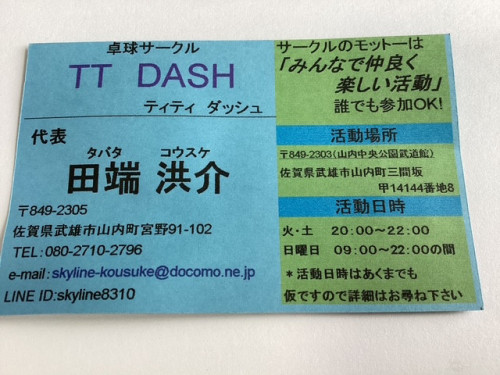 卓球サークル
TT DASH
ティティ ダッシュ
代表
タバタ コウスケ
田端 洪介
〒849-2305
佐賀県武雄市山内町宮野91-102
TEL:080-2710-2796
e-mail:skyline-kousuke@docomo.ne.jp
LINE ID:skyline8310
サークルのモットーは
「みんなで仲良く
楽しい活動」
誰でも参加OK!
活動場所
〒849-2303(山内中央公園武道館)
佐賀県武雄市山内町三間坂
甲14144番地8
活動日時
火・土 20:00~22:00
日曜日 09:00~22:00の間
*活動日時はあくまでも
仮ですので詳細はお尋ね下さい